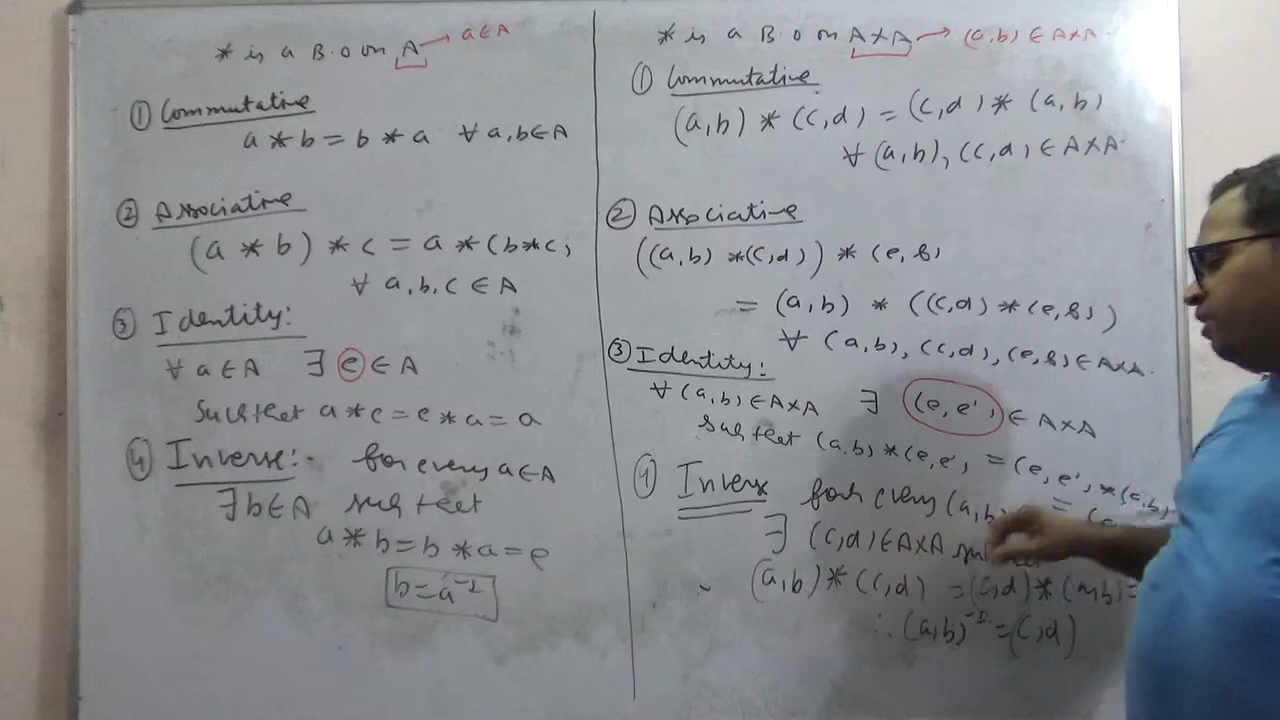 * is a B.O on A → a∈A
① Commutative
a * b = b * a ∀ a,b∈A
② Associative
(a * b) * c = a * (b * c)
∀ a,b,c ∈ A
③ Identity:
∀ a∈A ∃ e ∈ A
Such that a * e = e * a = a
④ Inverse:- for every a∈A
∃ b∈A such that
a * b = b * a = e
b = a⁻¹
* is a B.O on A×A → (a,b) ∈ A×A.
① Commutative
(a,b) * (c,d) = (c,d) * (a,b)
∀ (a,b), (c,d) ∈ A×A.
② Associative
((a,b) * (c,d)) * (e,f)
= (a,b) * ((c,d) * (e,f))
∀ (a,b), (c,d), (e,f) ∈ A×A.
③ Identity:
∀ (a,b) ∈ A×A ∃ (e,e') ∈ A×A
Such that (a,b) * (e,e') = (e,e') * (a,b)
= (
④ Inverse for every (a,b
∃ (c,d) ∈ A×A
(a,b) * (c,d) = (c,d) * (a,b) =
∴ (a,b)⁻¹ = (c,d)